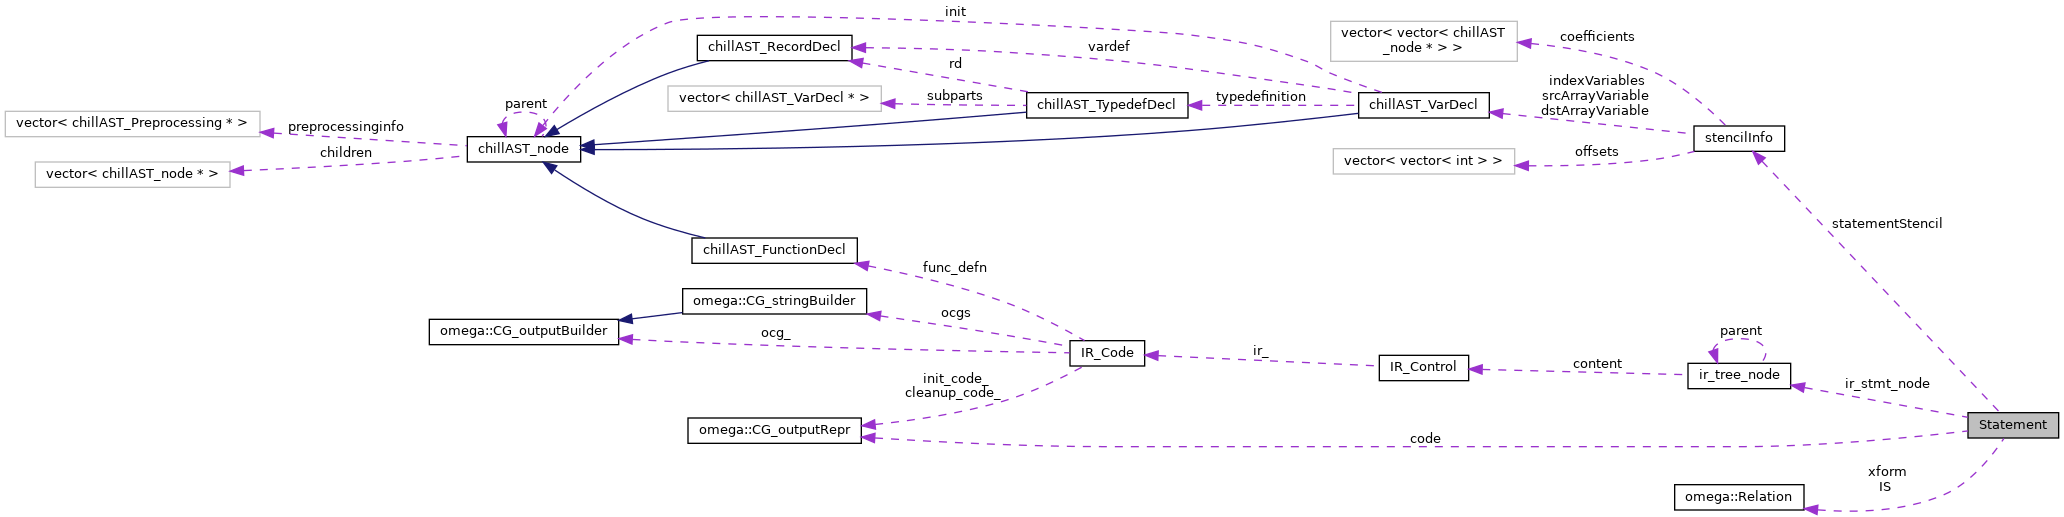 init
chillAST_RecordDecl
vardef
rd
vector< vector< chillAST
_node * > >
coefficients
vector< chillAST_VarDecl * >
subparts
chillAST_TypedefDecl
typedefinition
chillAST_VarDecl
indexVariables
srcArrayVariable
dstArrayVariable
vector< chillAST_Preprocessing * >
preprocessinginfo
parent
chillAST_node
vector< chillAST_node * >
children
stencilInfo
vector< vector< int > >
offsets
statementStencil
chillAST_FunctionDecl
func_defn
omega::CG_stringBuilder
ocgs
omega::CG_outputBuilder
ocg_
IR_Code
ir_
IR_Control
content
parent
ir_tree_node
ir_stmt_node
init_code_
cleanup_code_
omega::CG_outputRepr
code
Statement
xform
IS
omega::Relation